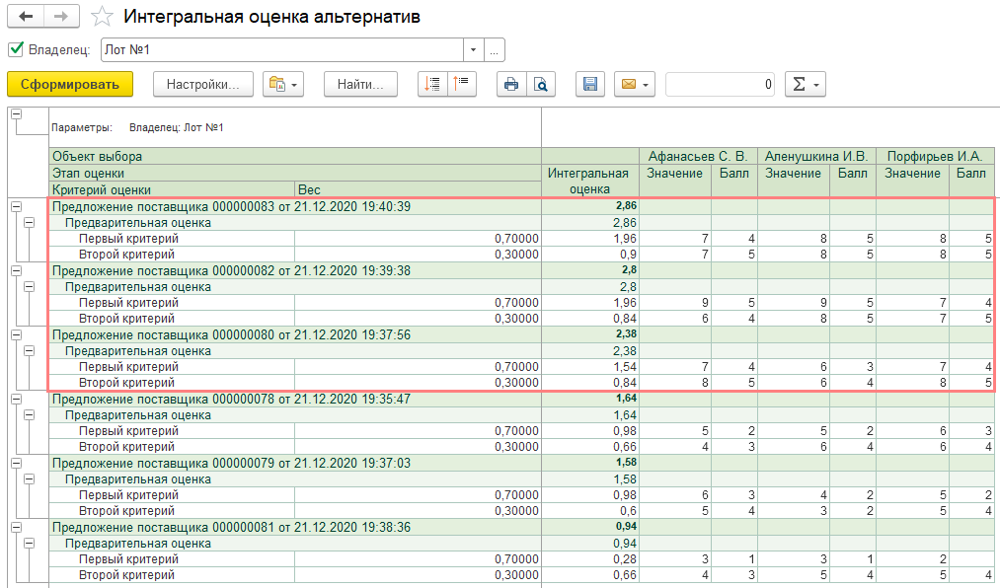 Интегральная оценка альтернатив
Владелец: Лот №1 ...
Сформировать Настройки... Найти... 0 Σ
Параметры: Владелец: Лот №1
Объект выбора Афанасьев С. В. Аленушкина И.В. Порфирьев И.А.
Этап оценки Интегральная оценка Значение Балл Значение Балл Значение Балл
Критерий оценки Вес
Предложение поставщика 000000083 от 21.12.2020 19:40:39 2,86
Предварительная оценка 2,86
Первый критерий 0,70000 1,96 7 4 8 5 8 5
Второй критерий 0,30000 0,9 7 5 8 5 8 5
Предложение поставщика 000000082 от 21.12.2020 19:39:38 2,8
Предварительная оценка 2,8
Первый критерий 0,70000 1,96 9 5 9 5 7 4
Второй критерий 0,30000 0,84 6 4 8 5 7 5
Предложение поставщика 000000080 от 21.12.2020 19:37:56 2,38
Предварительная оценка 2,38
Первый критерий 0,70000 1,54 7 4 6 3 7 4
Второй критерий 0,30000 0,84 8 5 6 4 8 5
Предложение поставщика 000000078 от 21.12.2020 19:35:47 1,64
Предварительная оценка 1,64
Первый критерий 0,70000 0,98 5 2 5 2 6 3
Второй критерий 0,30000 0,66 4 3 6 4 6 4
Предложение поставщика 000000079 от 21.12.2020 19:37:03 1,58
Предварительная оценка 1,58
Первый критерий 0,70000 0,98 6 3 4 2 5 2
Второй критерий 0,30000 0,6 5 4 3 2 5 4
Предложение поставщика 000000081 от 21.12.2020 19:38:36 0,94
Предварительная оценка 0,94
Первый критерий 0,70000 0,28 3 1 3 1 2
Второй критерий 0,30000 0,66 4 3 5 4 5 4